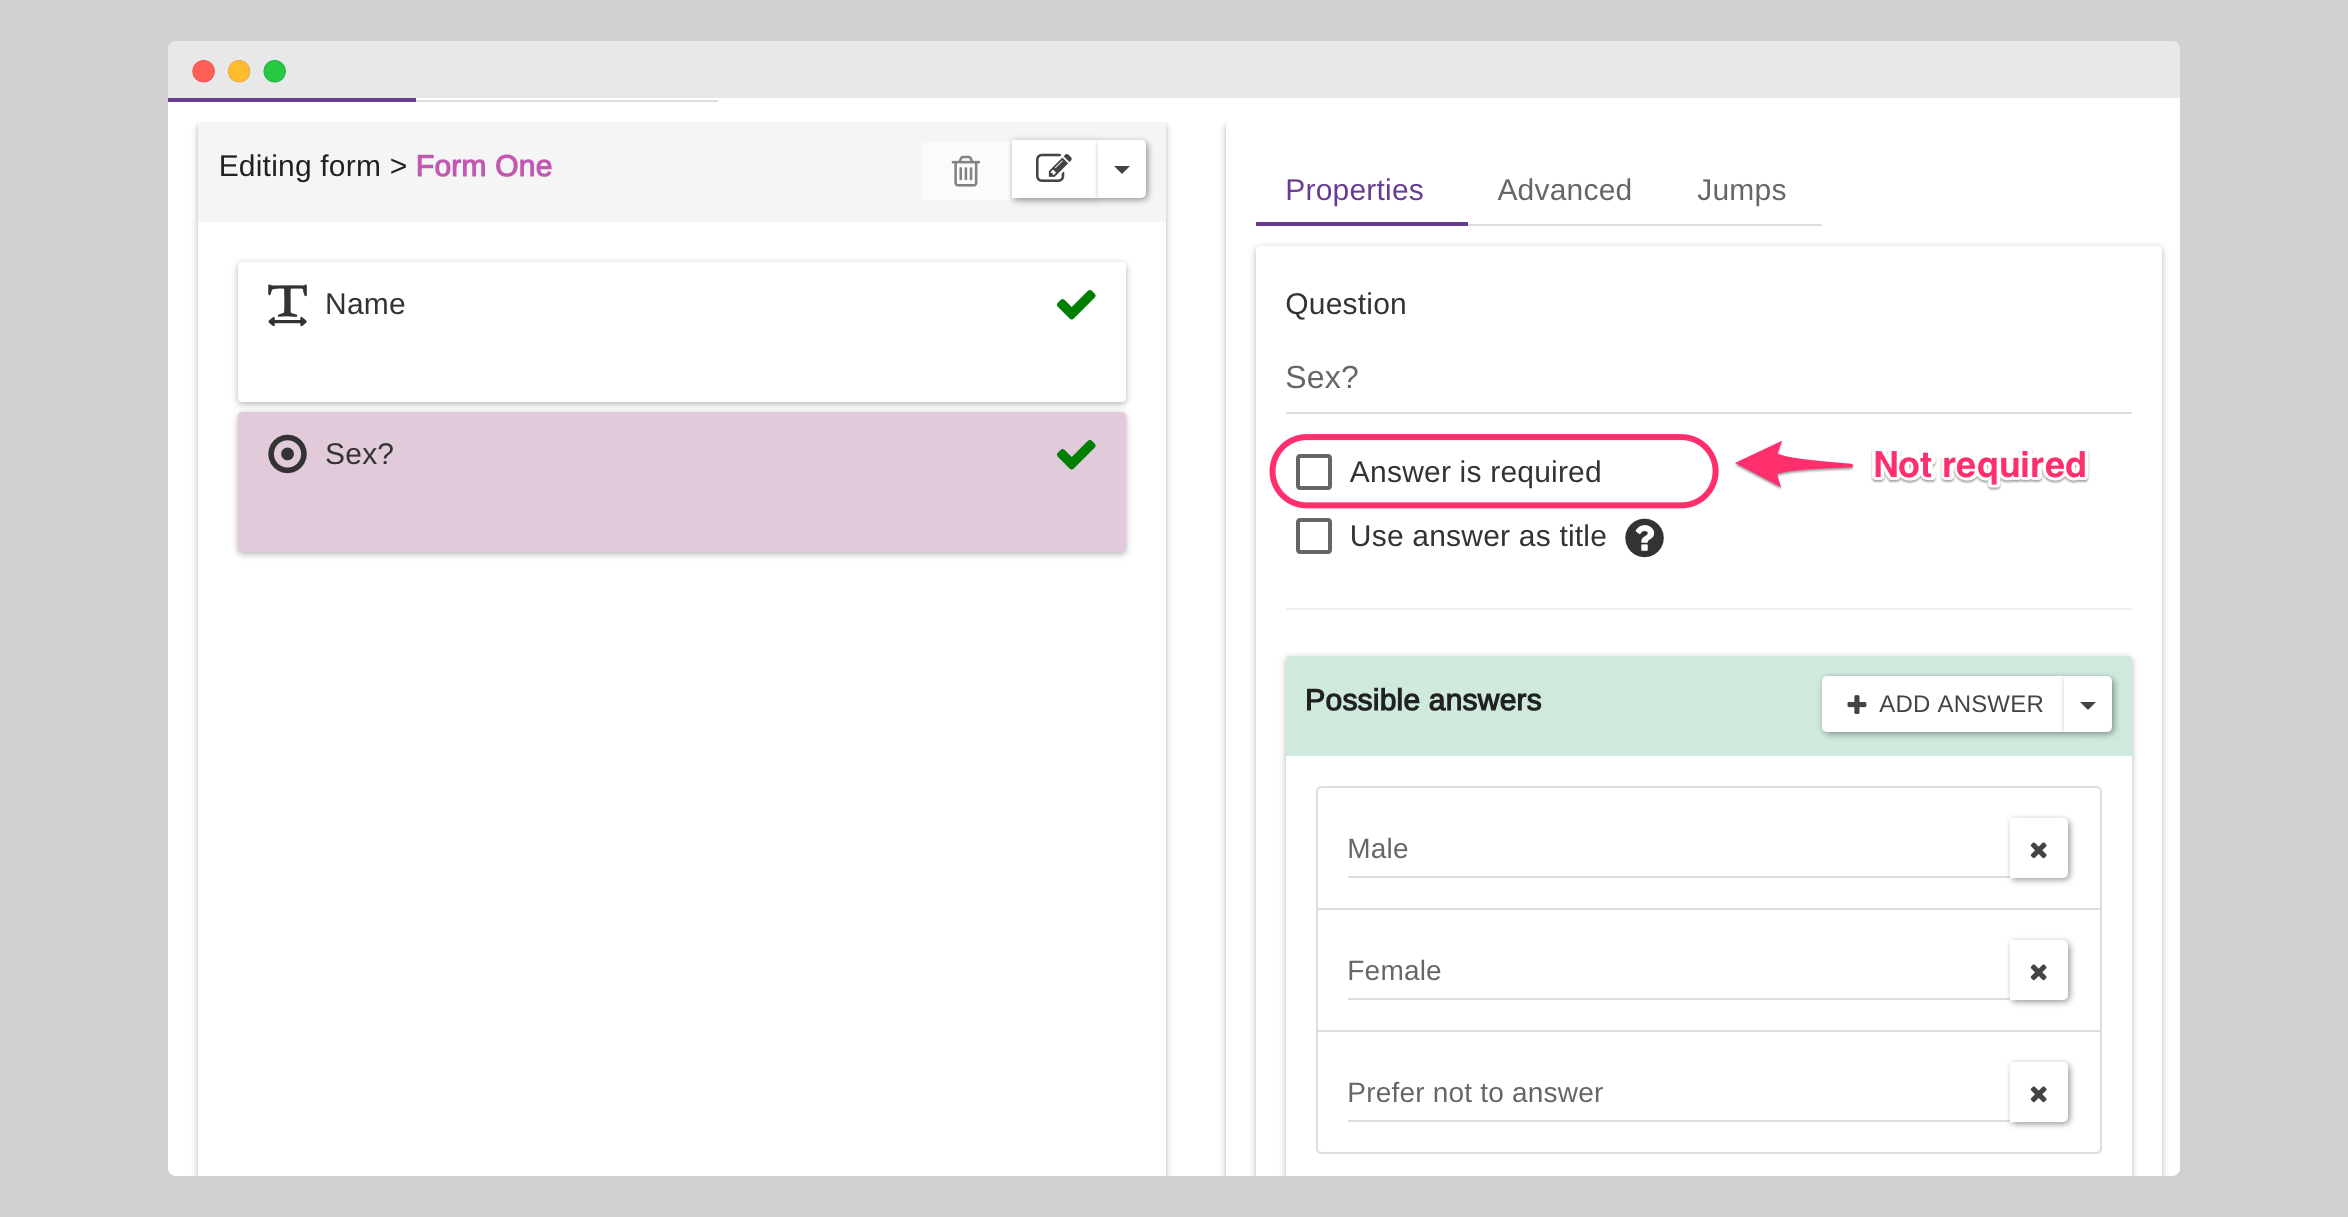 Editing form > Form One
Name
Sex?
Properties
Advanced
Jumps
Question
Sex?
Answer is required
Not required
Use answer as title
Possible answers
ADD ANSWER
Male
Female
Prefer not to answer